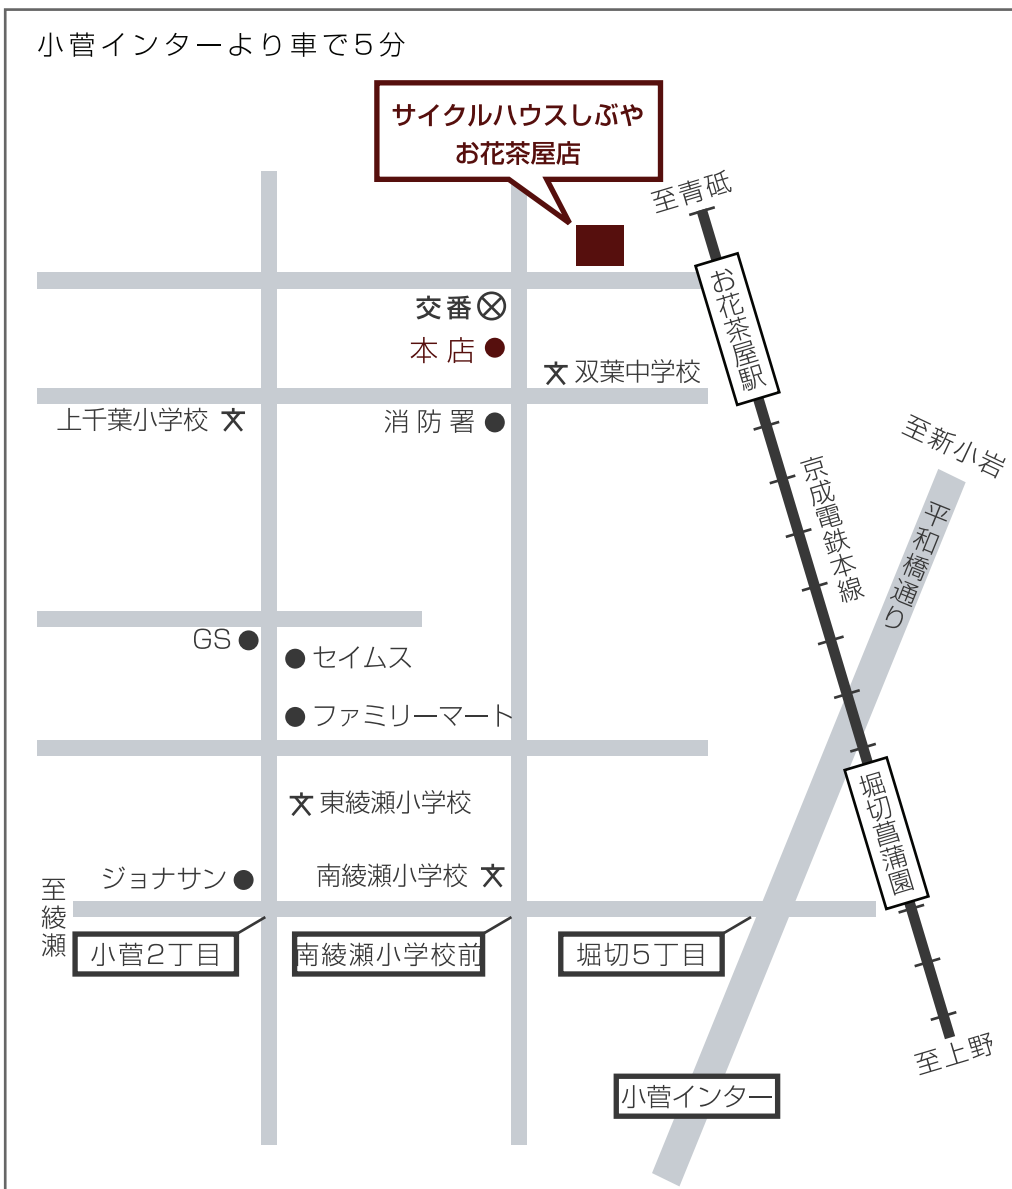 小菅インターより車で5分
サイクルハウスしぶや
お花茶屋店
至青砥
お花茶屋駅
交番
本店
双葉中学校
上千葉小学校
消防署
至新小岩
京成電鉄本線
平和橋通り
GS
セイムス
ファミリーマート
東綾瀬小学校
堀切菖蒲園
ジョナサン
南綾瀬小学校
至綾瀬
小菅2丁目
南綾瀬小学校前
堀切5丁目
至上野
小菅インター